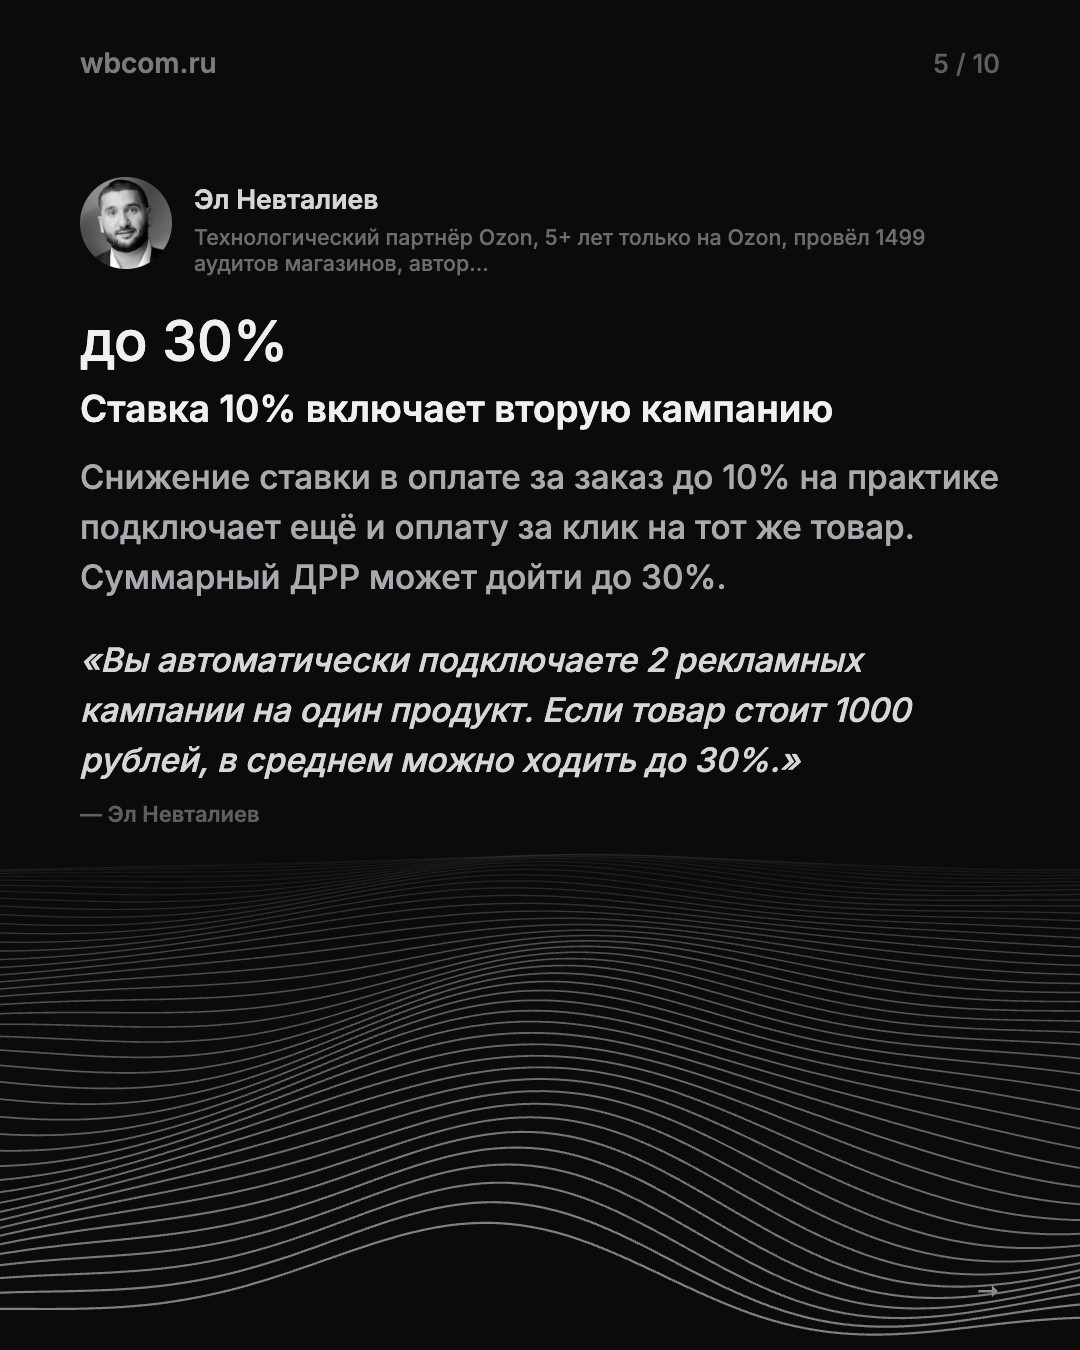 wbcom.ru
5 / 10
Эл Невталиев
Технологический партнёр Ozon, 5+ лет только на Ozon, провёл 1499
аудитов магазинов, автор...
до 30%
Ставка 10% включает вторую кампанию
Снижение ставки в оплате за заказ до 10% на практике
подключает ещё и оплату за клик на тот же товар.
Суммарный ДРР может дойти до 30%.
«Вы автоматически подключаете 2 рекламных
кампании на один продукт. Если товар стоит 1000
рублей, в среднем можно ходить до 30%.»
— Эл Невталиев
→